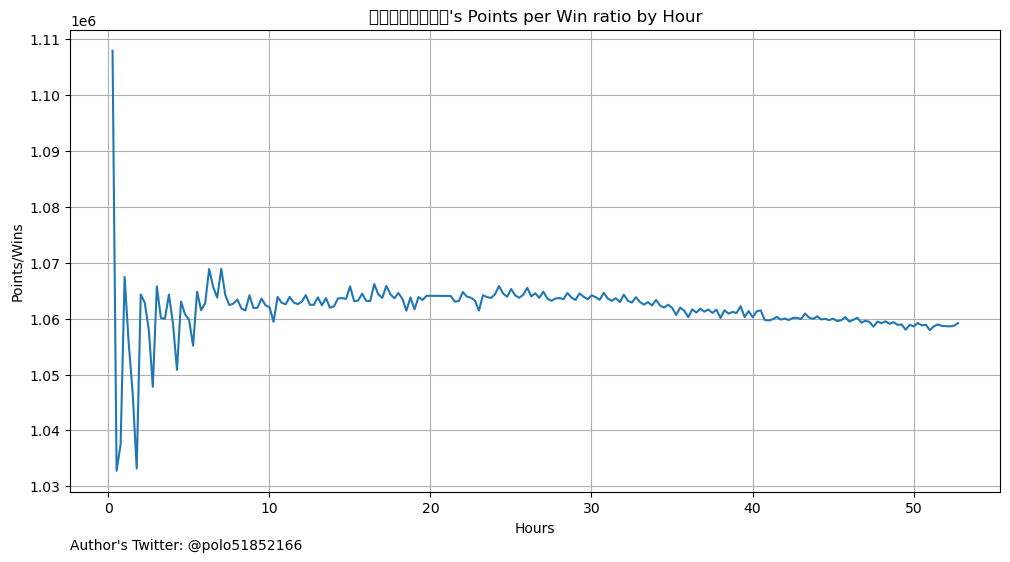 's Points per Win ratio by Hour
1e6
1.11
1.10
1.09
1.08
1.07
1.06
1.05
1.04
1.03
Points/Wins
0 10 20 30 40 50
Hours
Author's Twitter: @polo51852166